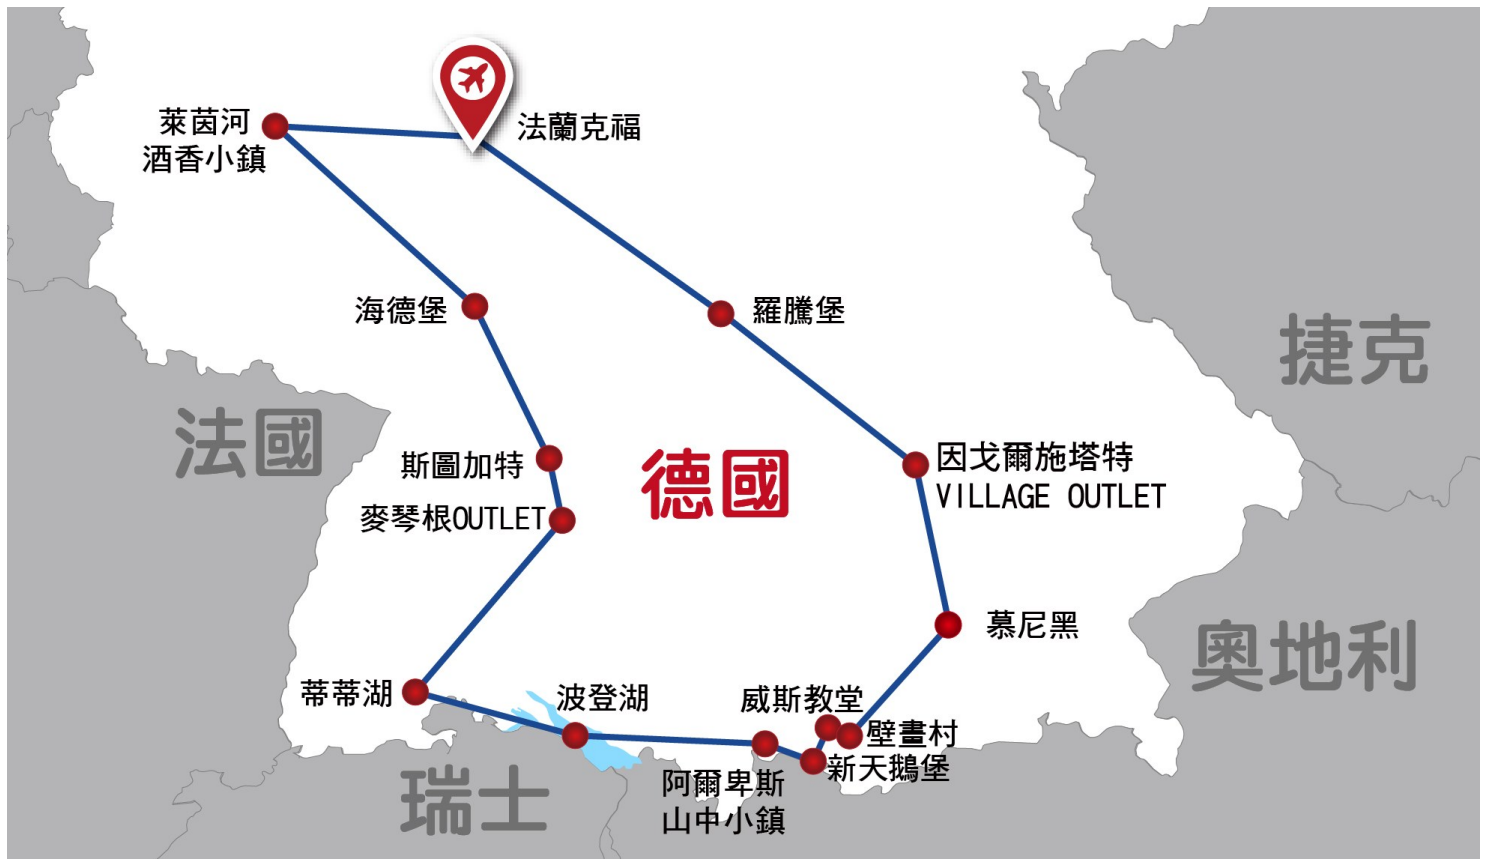 萊茵河
酒香小鎮
法蘭克福
海德堡
羅騰堡
捷克
法國
斯圖加特
德國
因戈爾施塔特
VILLAGE OUTLET
麥琴根OUTLET
慕尼黑
奧地利
蒂蒂湖
波登湖
威斯教堂
壁畫村
新天鵝堡
瑞士
阿爾卑斯
山中小鎮